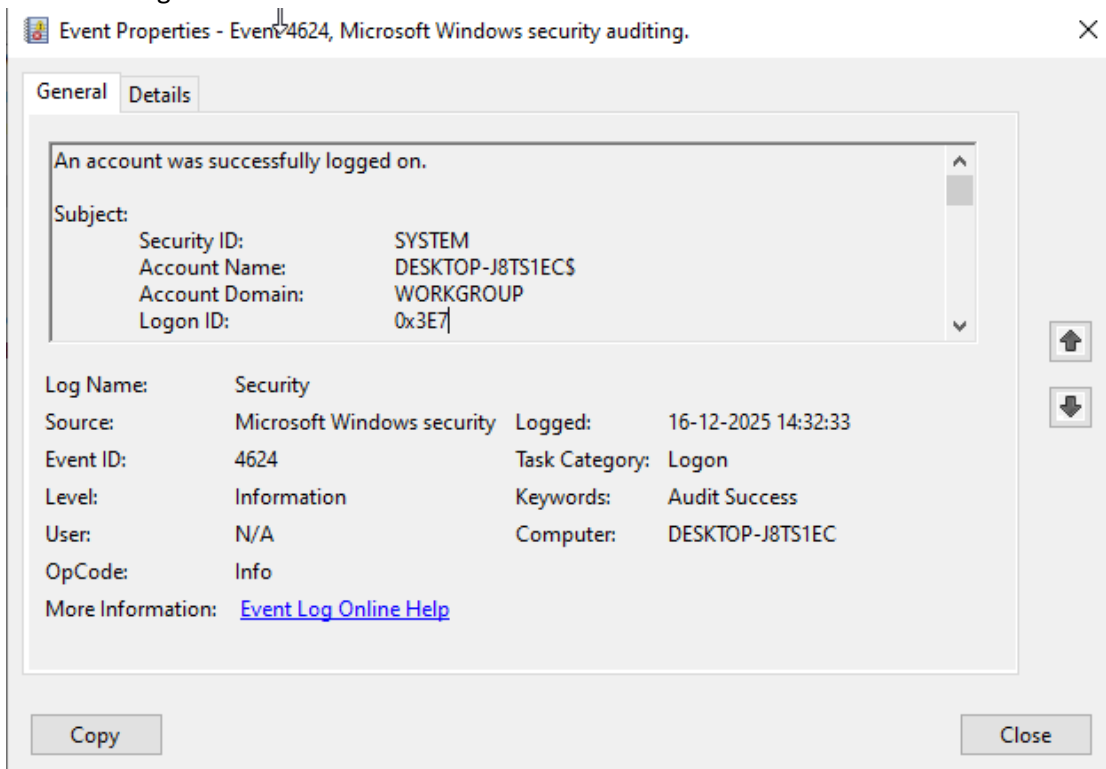 Event Properties - Event 4624, Microsoft Windows security auditing.
General Details
An account was successfully logged on.
Subject:
Security ID: SYSTEM
Account Name: DESKTOP-J8TS1EC$
Account Domain: WORKGROUP
Logon ID: 0x3E7
Log Name: Security
Source: Microsoft Windows security Logged: 16-12-2025 14:32:33
Event ID: 4624 Task Category: Logon
Level: Information Keywords: Audit Success
User: N/A Computer: DESKTOP-J8TS1EC
OpCode: Info
More Information: Event Log Online Help
Copy Close